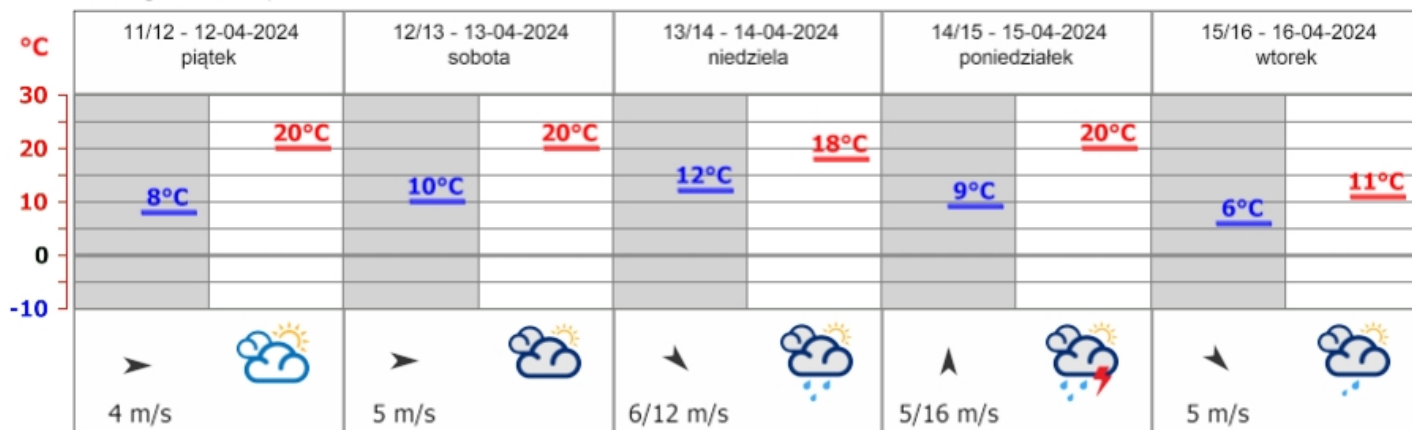 11/12 - 12-04-2024
piątek
12/13 - 13-04-2024
sobota
13/14 - 14-04-2024
niedziela
14/15 - 15-04-2024
poniedziałek
15/16 - 16-04-2024
wtorek
°C
30
20
10
0
-10
8°C
20°C
10°C
20°C
12°C
18°C
9°C
20°C
6°C
11°C
4 m/s
5 m/s
6/12 m/s
5/16 m/s
5 m/s